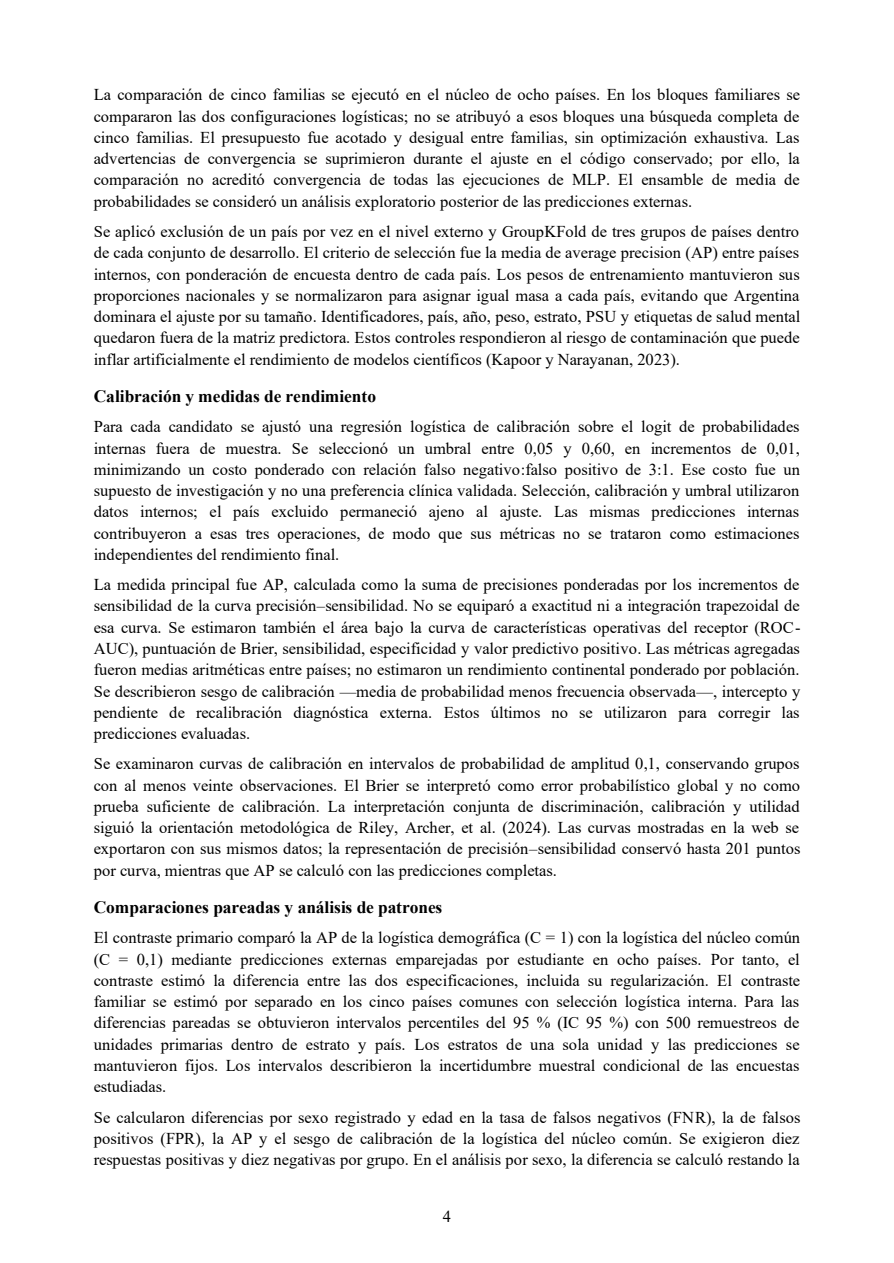 La comparación de cinco familias se ejecutó en el núcleo de ocho países. En los bloques familiares se
compararon las dos configuraciones logísticas; no se atribuyó a esos bloques una búsqueda completa de
cinco familias. El presupuesto fue acotado y desigual entre familias, sin optimización exhaustiva. Las
advertencias de convergencia se suprimieron durante el ajuste en el código conservado; por ello, la
comparación no acreditó convergencia de todas las ejecuciones de MLP. El ensamble de media de
probabilidades se consideró un análisis exploratorio posterior de las predicciones externas.
Se aplicó exclusión de un país por vez en el nivel externo y GroupKFold de tres grupos de países dentro
de cada conjunto de desarrollo. El criterio de selección fue la media de average precision (AP) entre países
internos, con ponderación de encuesta dentro de cada país. Los pesos de entrenamiento mantuvieron sus
proporciones nacionales y se normalizaron para asignar igual masa a cada país, evitando que Argentina
dominara el ajuste por su tamaño. Identificadores, país, año, peso, estrato, PSU y etiquetas de salud mental
quedaron fuera de la matriz predictora. Estos controles respondieron al riesgo de contaminación que puede
inflar artificialmente el rendimiento de modelos científicos (Kapoor y Narayanan, 2023).
Calibración y medidas de rendimiento
Para cada candidato se ajustó una regresión logística de calibración sobre el logit de probabilidades
internas fuera de muestra. Se seleccionó un umbral entre 0,05 y 0,60, en incrementos de 0,01,
minimizando un costo ponderado con relación falso negativo:falso positivo de 3:1. Ese costo fue un
supuesto de investigación y no una preferencia clínica validada. Selección, calibración y umbral utilizaron
datos internos; el país excluido permaneció ajeno al ajuste. Las mismas predicciones internas
contribuyeron a esas tres operaciones, de modo que sus métricas no se trataron como estimaciones
independientes del rendimiento final.
La medida principal fue AP, calculada como la suma de precisiones ponderadas por los incrementos de
sensibilidad de la curva precisión–sensibilidad. No se equiparó a exactitud ni a integración trapezoidal de
esa curva. Se estimaron también el área bajo la curva de características operativas del receptor (ROC-
AUC), puntuación de Brier, sensibilidad, especificidad y valor predictivo positivo. Las métricas agregadas
fueron medias aritméticas entre países; no estimaron un rendimiento continental ponderado por población.
Se describieron sesgo de calibración —media de probabilidad menos frecuencia observada—, intercepto y
pendiente de recalibración diagnóstica externa. Estos últimos no se utilizaron para corregir las
predicciones evaluadas.
Se examinaron curvas de calibración en intervalos de probabilidad de amplitud 0,1, conservando grupos
con al menos veinte observaciones. El Brier se interpretó como error probabilístico global y no como
prueba suficiente de calibración. La interpretación conjunta de discriminación, calibración y utilidad
siguió la orientación metodológica de Riley, Archer, et al. (2024). Las curvas mostradas en la web se
exportaron con sus mismos datos; la representación de precisión–sensibilidad conservó hasta 201 puntos
por curva, mientras que AP se calculó con las predicciones completas.
Comparaciones pareadas y análisis de patrones
El contraste primario comparó la AP de la logística demográfica (C = 1) con la logística del núcleo común
(C = 0,1) mediante predicciones externas emparejadas por estudiante en ocho países. Por tanto, el
contraste estimó la diferencia entre las dos especificaciones, incluida su regularización. El contraste
familiar se estimó por separado en los cinco países comunes con selección logística interna. Para las
diferencias pareadas se obtuvieron intervalos percentiles del 95 % (IC 95 %) con 500 remuestreos de
unidades primarias dentro de estrato y país. Los estratos de una sola unidad y las predicciones se
mantuvieron fijos. Los intervalos describieron la incertidumbre muestral condicional de las encuestas
estudiadas.
Se calcularon diferencias por sexo registrado y edad en la tasa de falsos negativos (FNR), la de falsos
positivos (FPR), la AP y el sesgo de calibración de la logística del núcleo común. Se exigieron diez
respuestas positivas y diez negativas por grupo. En el análisis por sexo, la diferencia se calculó restando la
4